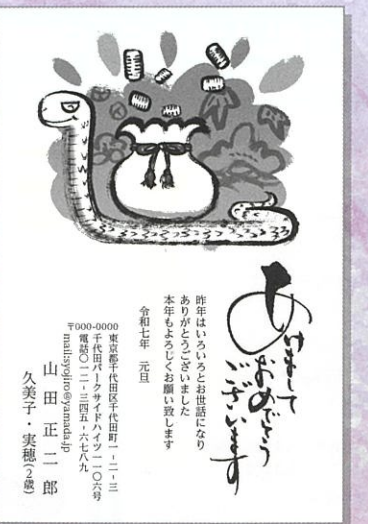 あけまして
おめでとう
ございます
昨年はいろいろとお世話になり
ありがとうございました
本年もよろしくお願い致します
令和七年　元旦
東京都千代田区千代田町一-二-三
千代田パークサイドハイツ一一〇六号
電話〇一二-三四五-六七八九
〒000-0000
mail:syojiro@yamada.jp
山田正二郎
久美子・実穂(2歳)